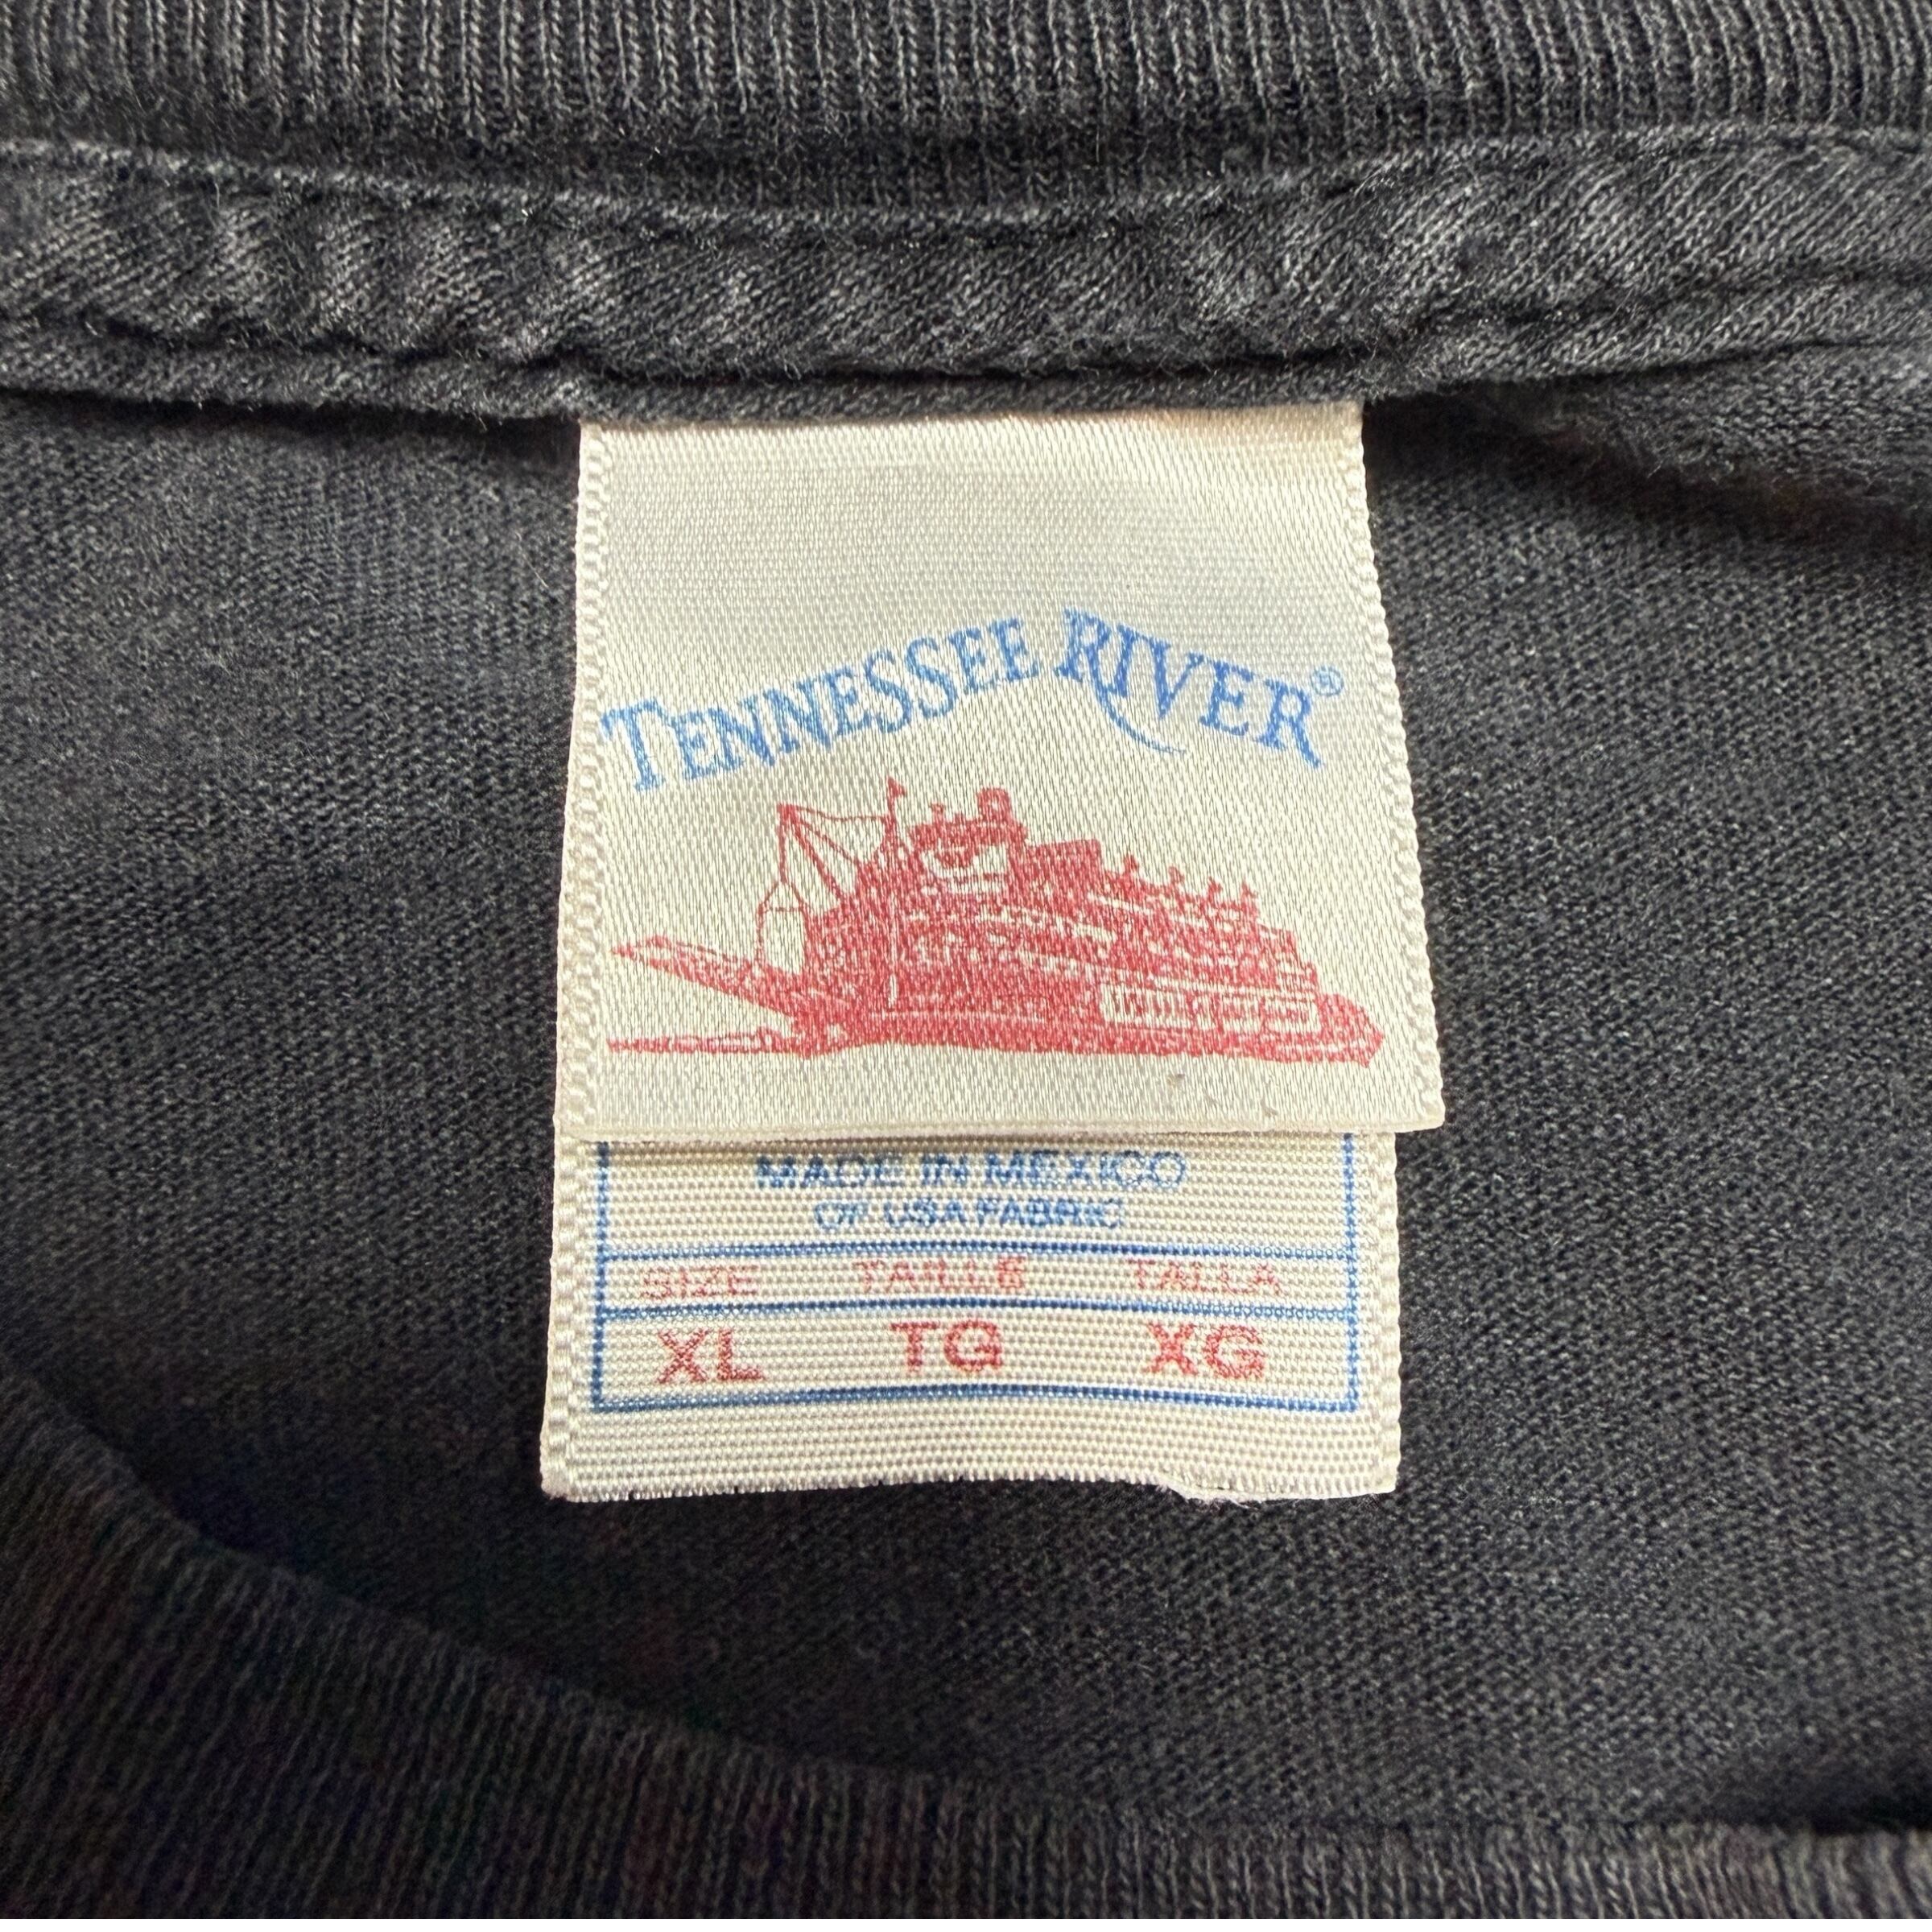 TENNESSEE RIVER®
MADE IN MEXICO
OF USA FABRIC
SIZE TAILLE TALLA
XL TG XG